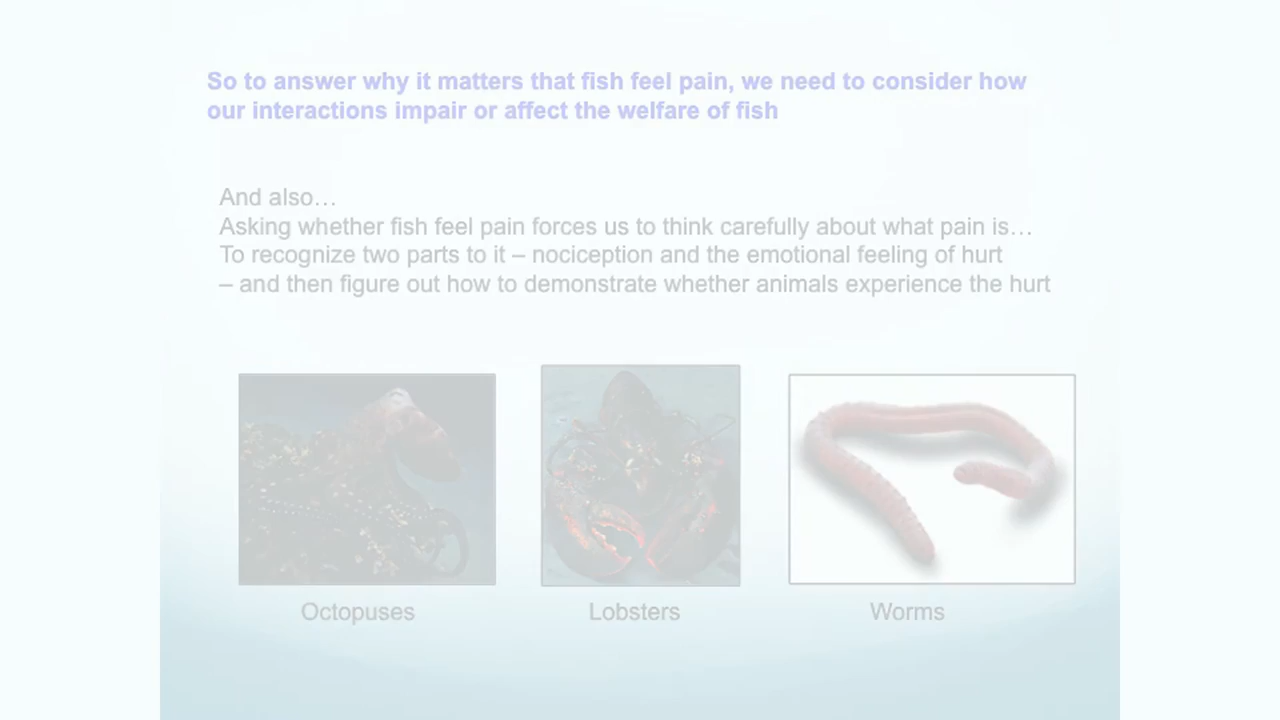 So to answer why it matters that fish feel pain, we need to consider how
our interactions impair or affect the welfare of fish
And also…
Asking whether fish feel pain forces us to think carefully about what pain is…
To recognize two parts to it – nociception and the emotional feeling of hurt
– and then figure out how to demonstrate whether animals experience the hurt
Octopuses
Lobsters
Worms